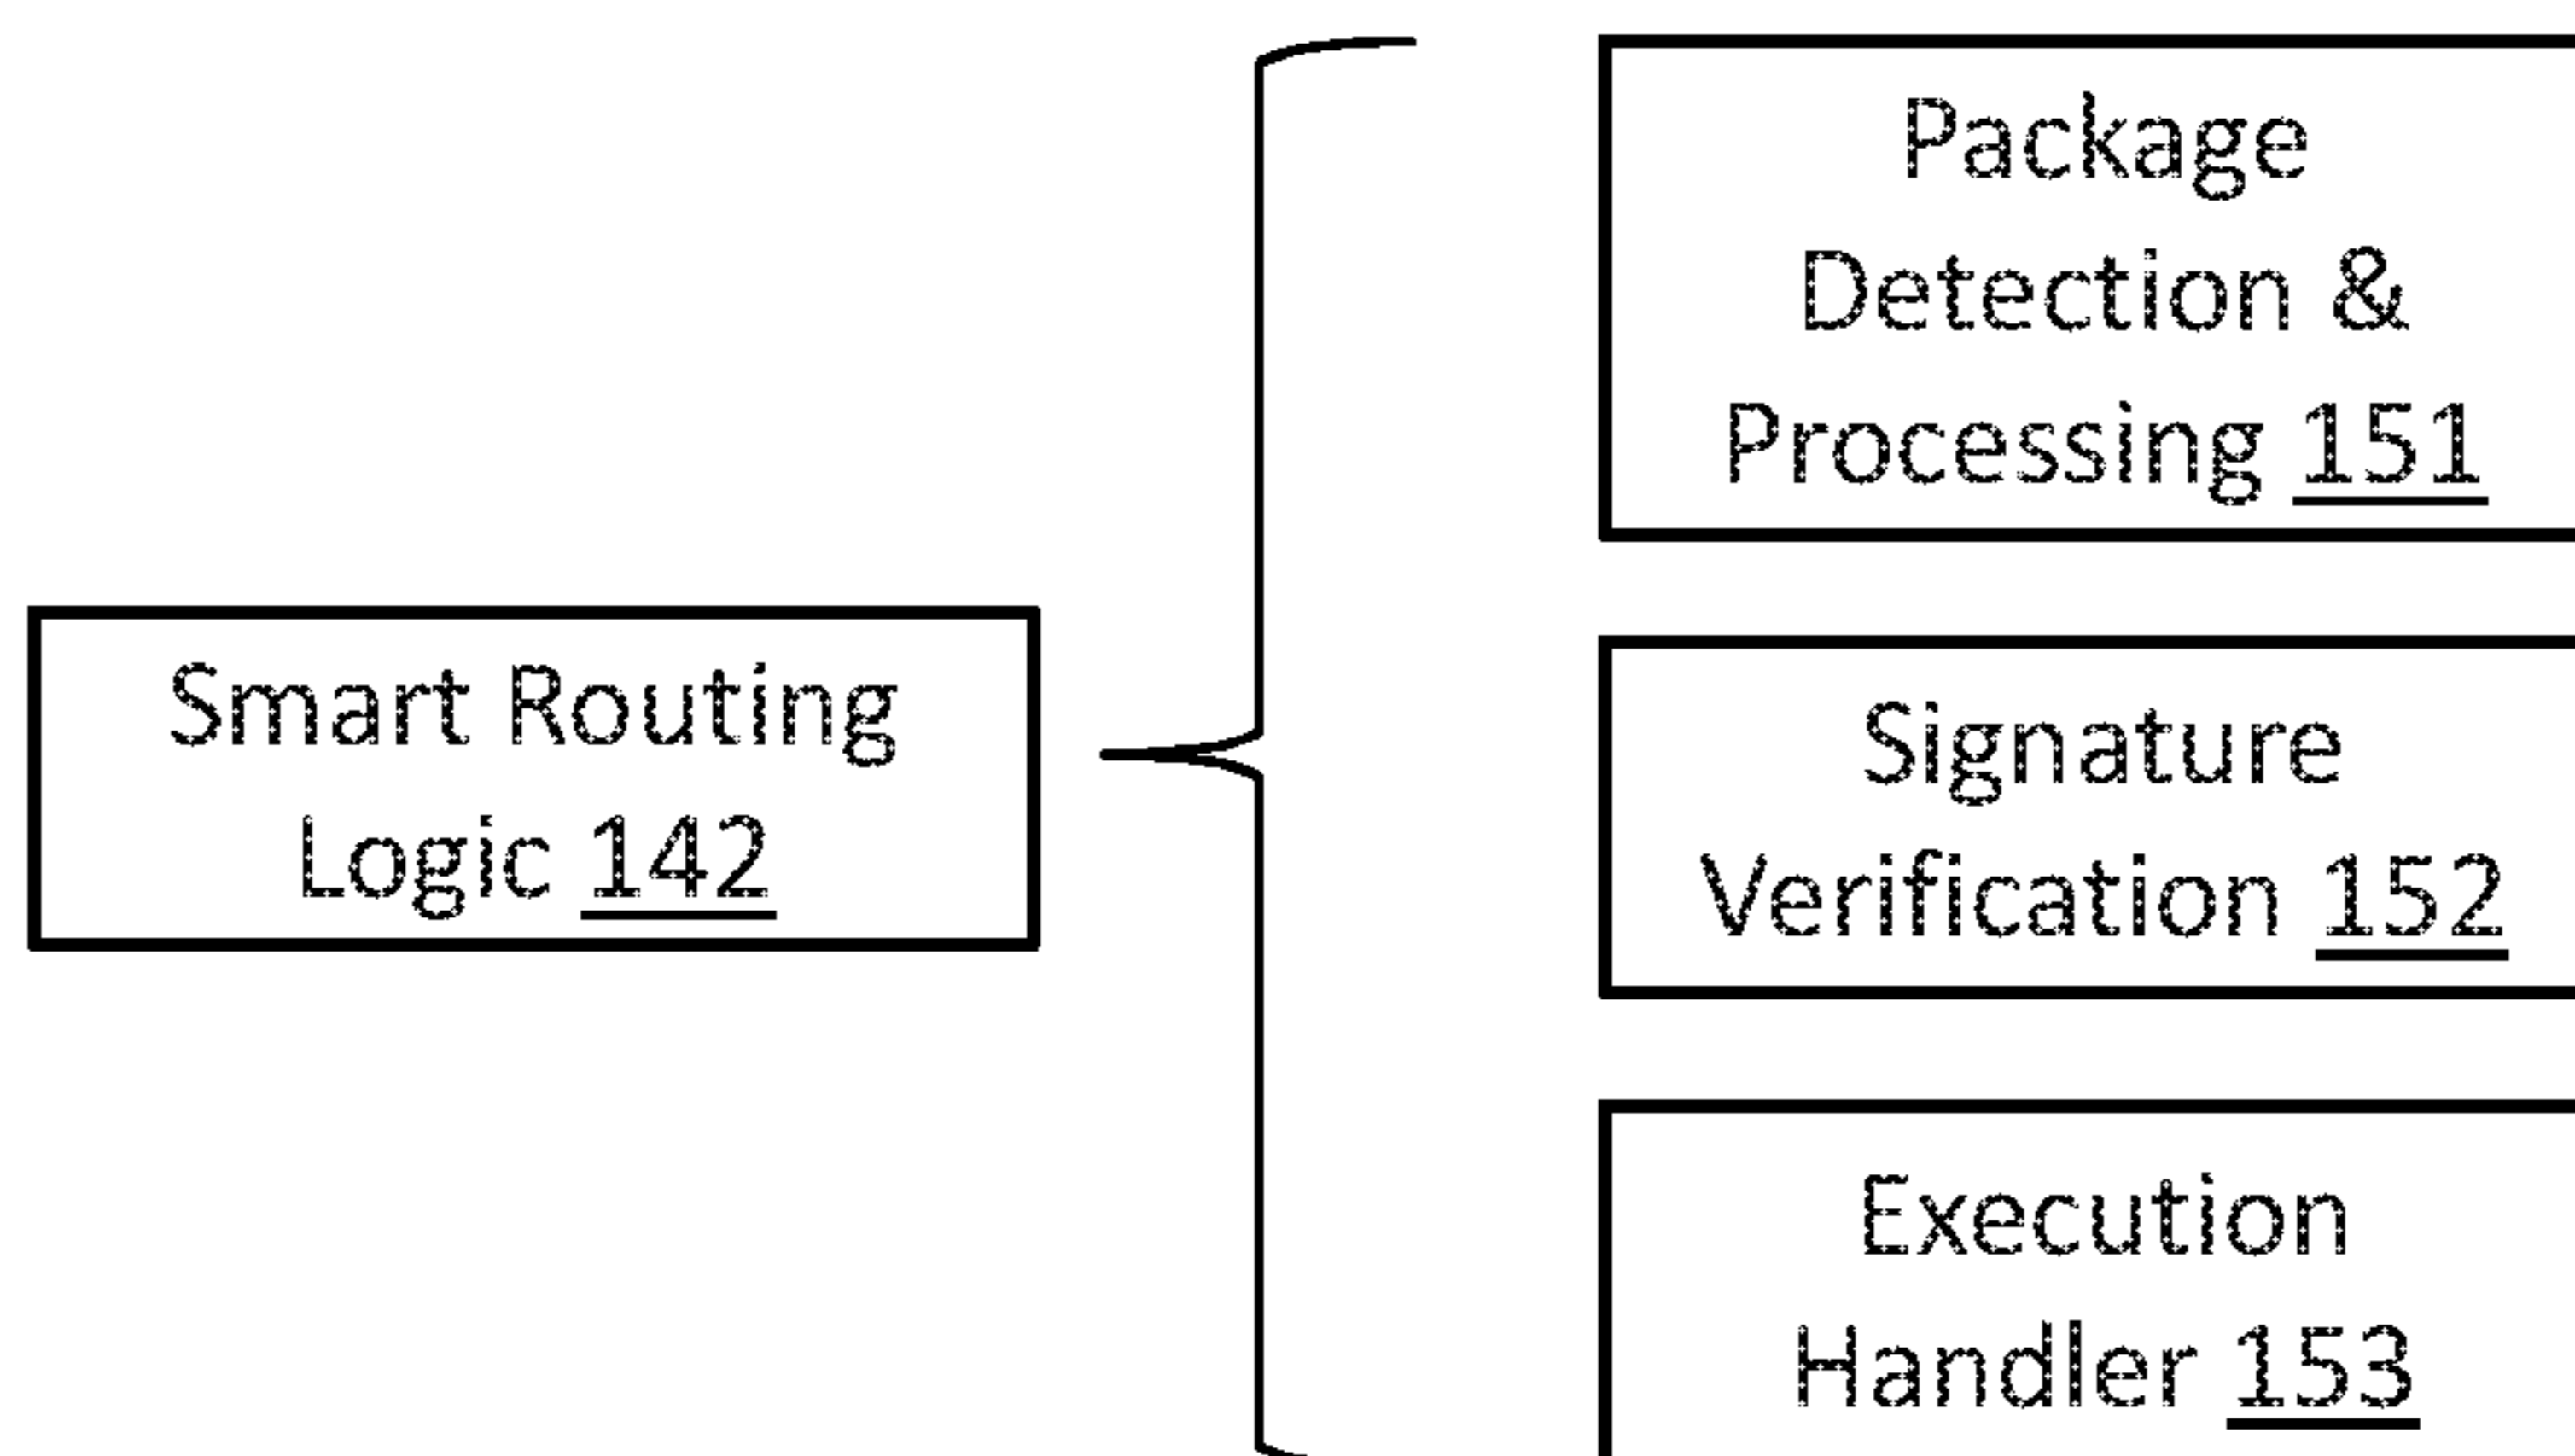 Smart Routing
Logic 142
Package
Detection &
Processing 151
Signature
Verification 152
Execution
Handler 153